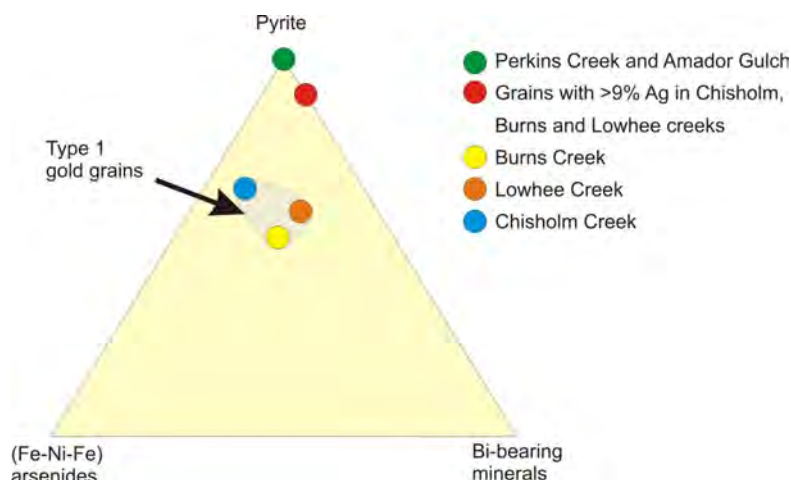 Pyrite
Perkins Creek and Amador Gulch
Grains with >9% Ag in Chisholm,
Burns and Lowhee creeks
Burns Creek
Lowhee Creek
Chisholm Creek
Type 1
gold grains
(Fe-Ni-Fe)
arsenides
Bi-bearing
minerals